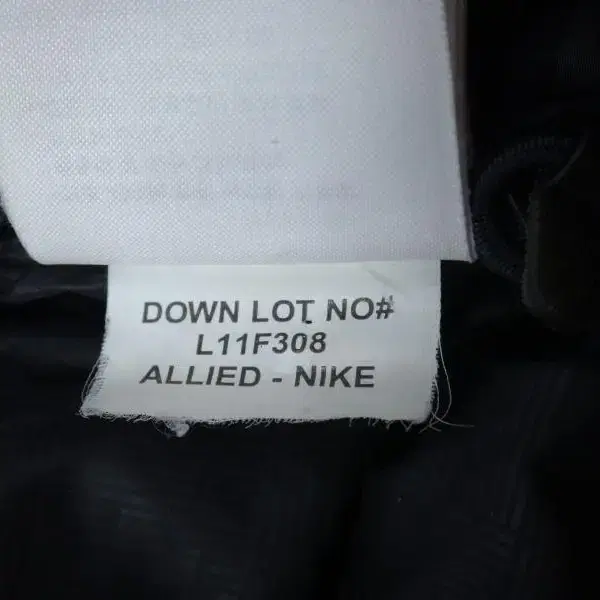 DOWN LOT NO#
L11F308
ALLIED - NIKE